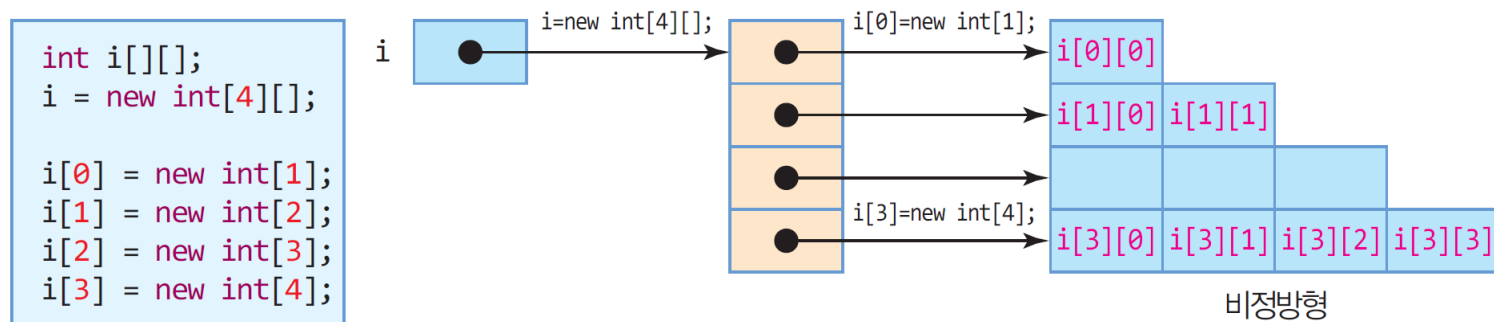 int i[][];
i = new int[4][];
i[0] = new int[1];
i[1] = new int[2];
i[2] = new int[3];
i[3] = new int[4];
i
i=new int[4][];
i[0]=new int[1];
i[3]=new int[4];
i[0][0]
i[1][0] i[1][1]
i[3][0] i[3][1] i[3][2] i[3][3]
비정방형